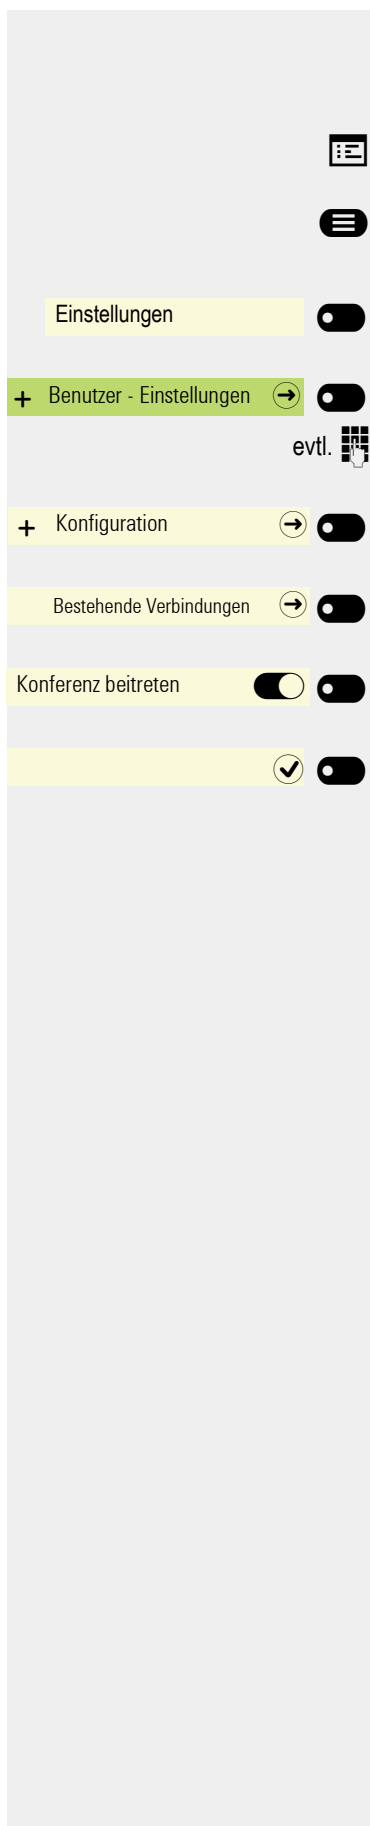 Einstellungen
+ Benutzer - Einstellungen
evtl.
+ Konfiguration
Bestehende Verbindungen
Konferenz beitreten